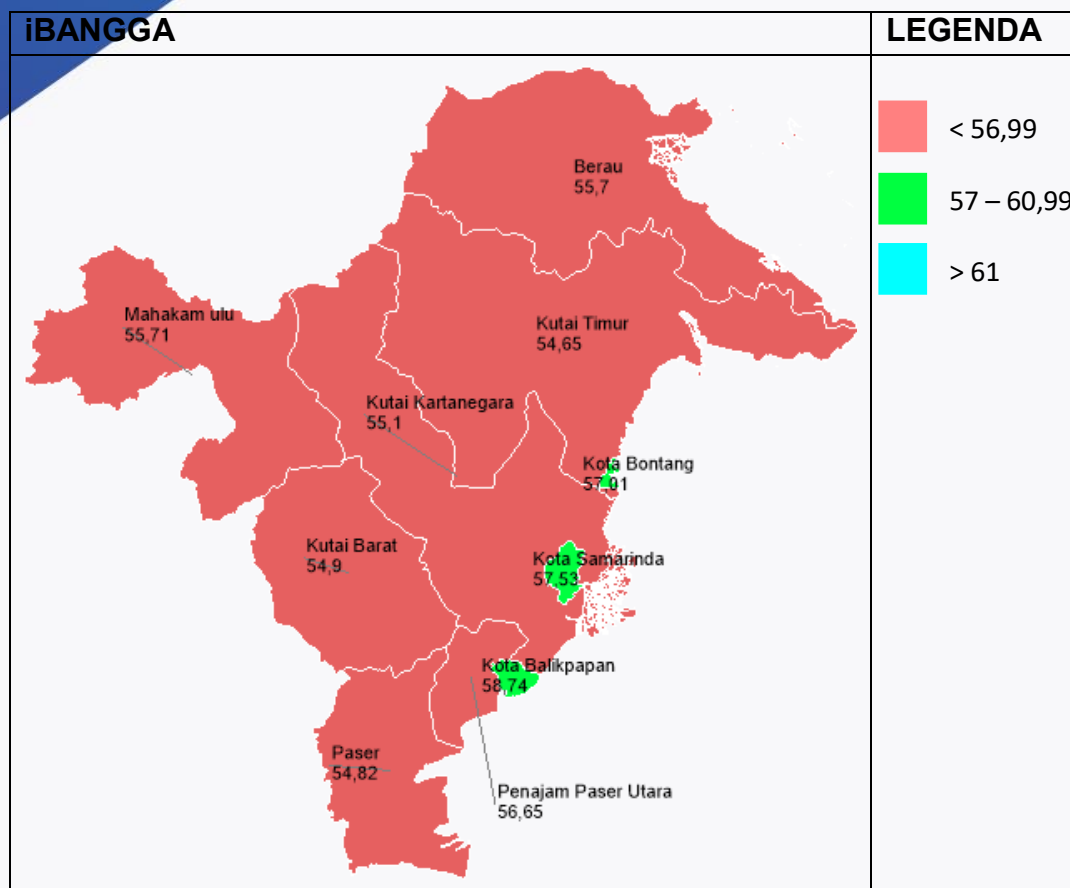 iBANGGA
LEGENDA
< 56,99
57 – 60,99
> 61
Berau
55,7
Mahakam ulu
55,71
Kutai Timur
54,65
Kutai Kartanegara
55,1
Kota Bontang
57,01
Kutai Barat
54,9
Kota Samarinda
57,53
Kota Balikpapan
58,74
Paser
54,82
Penajam Paser Utara
56,65